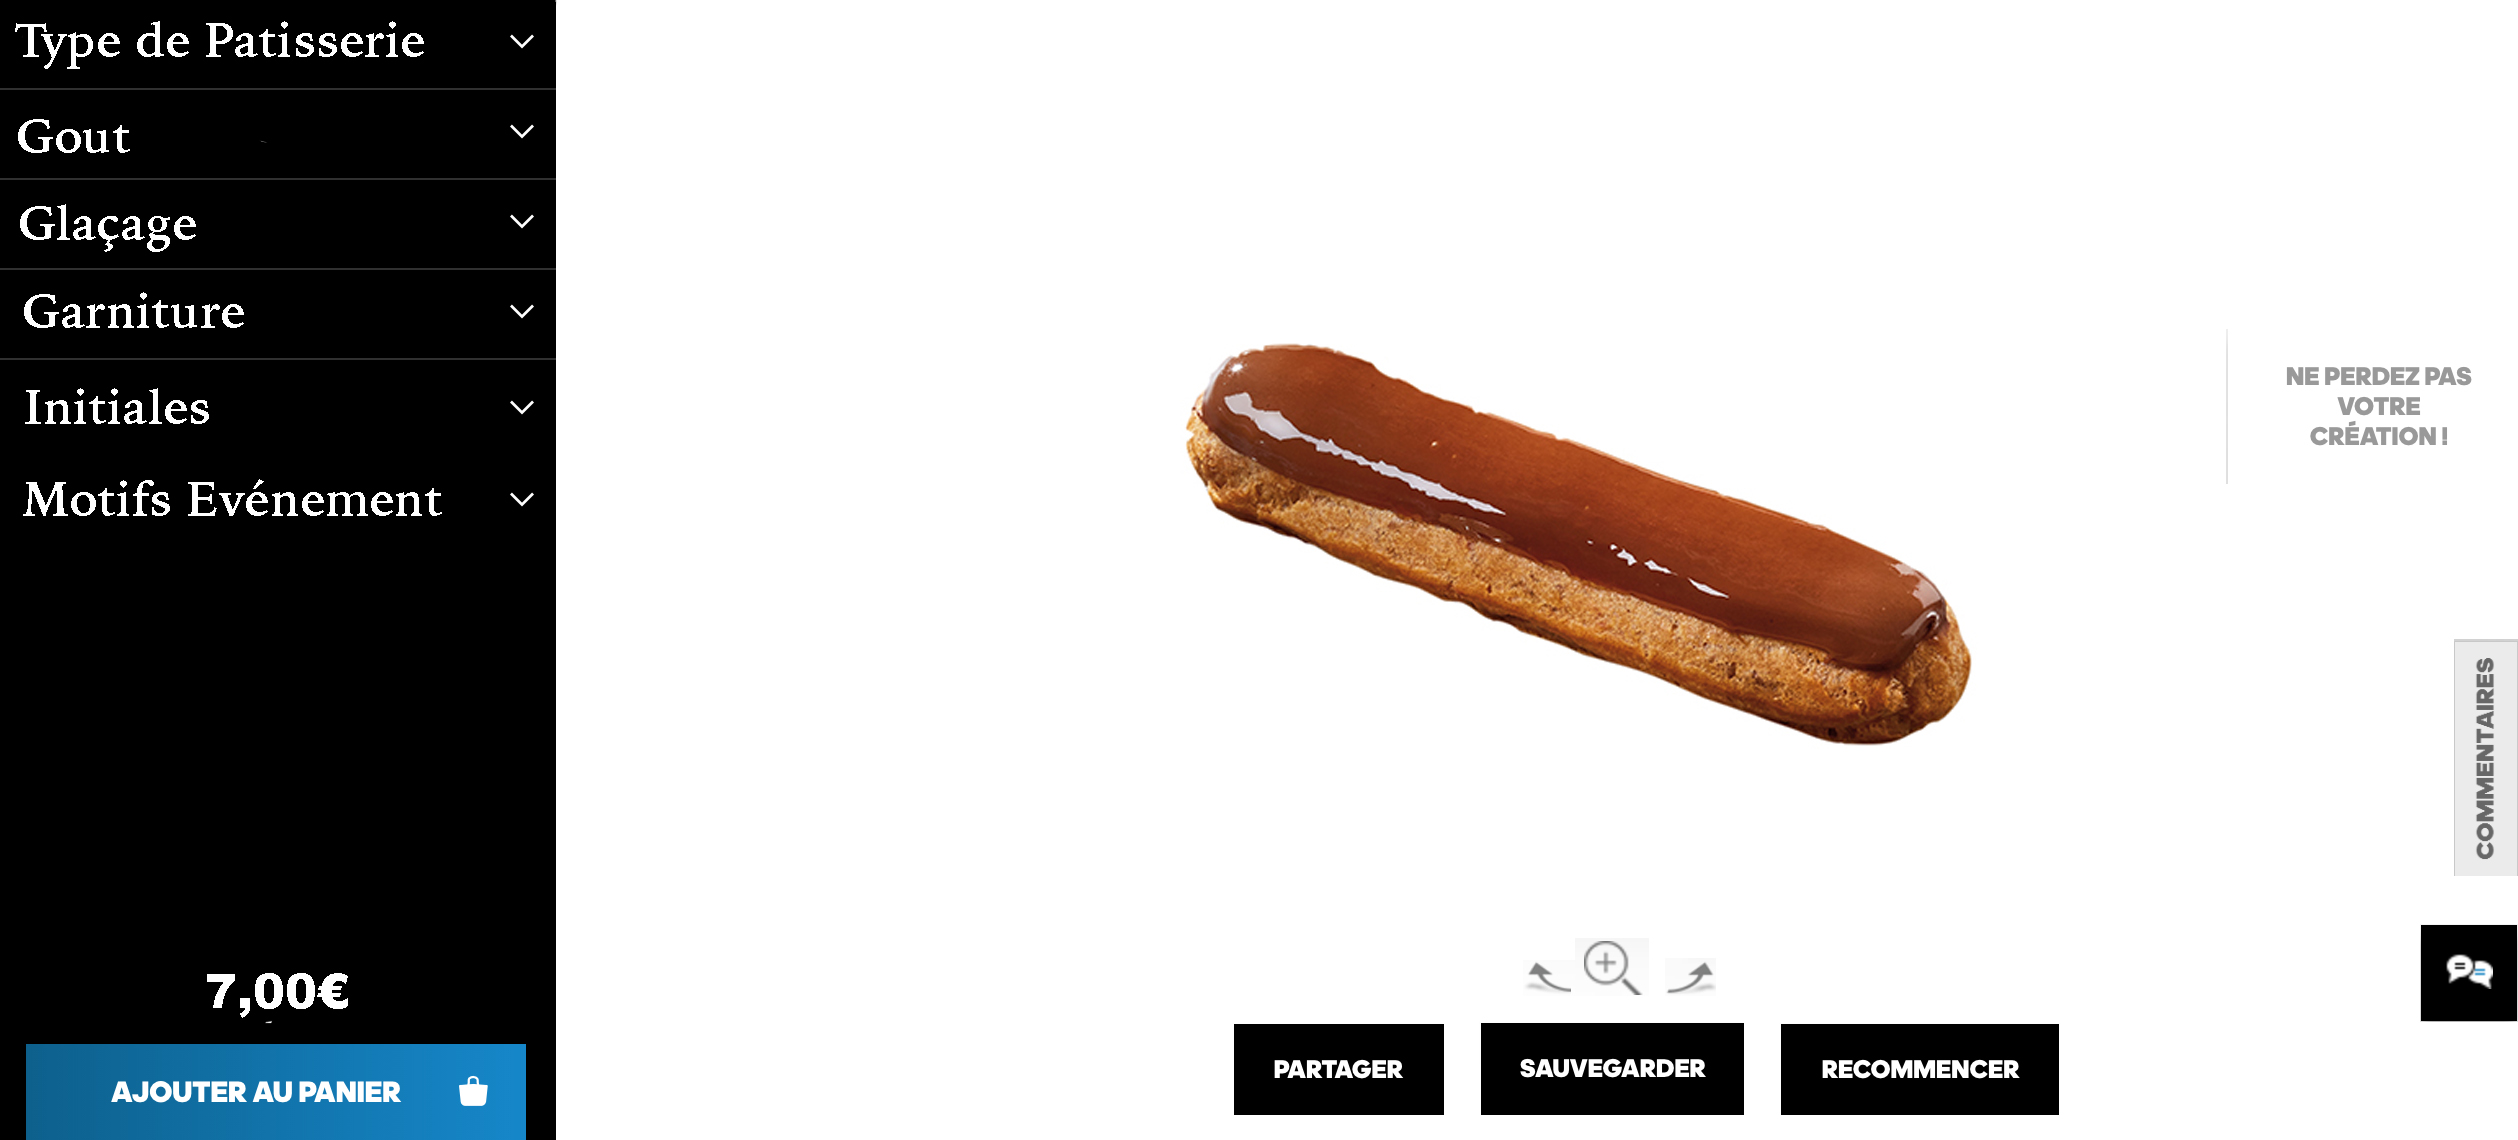 Type de Patisserie
Gout
Glaçage
Garniture
Initiales
Motifs Evénement
7,00€
AJOUTER AU PANIER
NE PERDEZ PAS
VOTRE
CRÉATION !
COMMENTAIRES
PARTAGER
SAUVEGARDER
RECOMMENCER